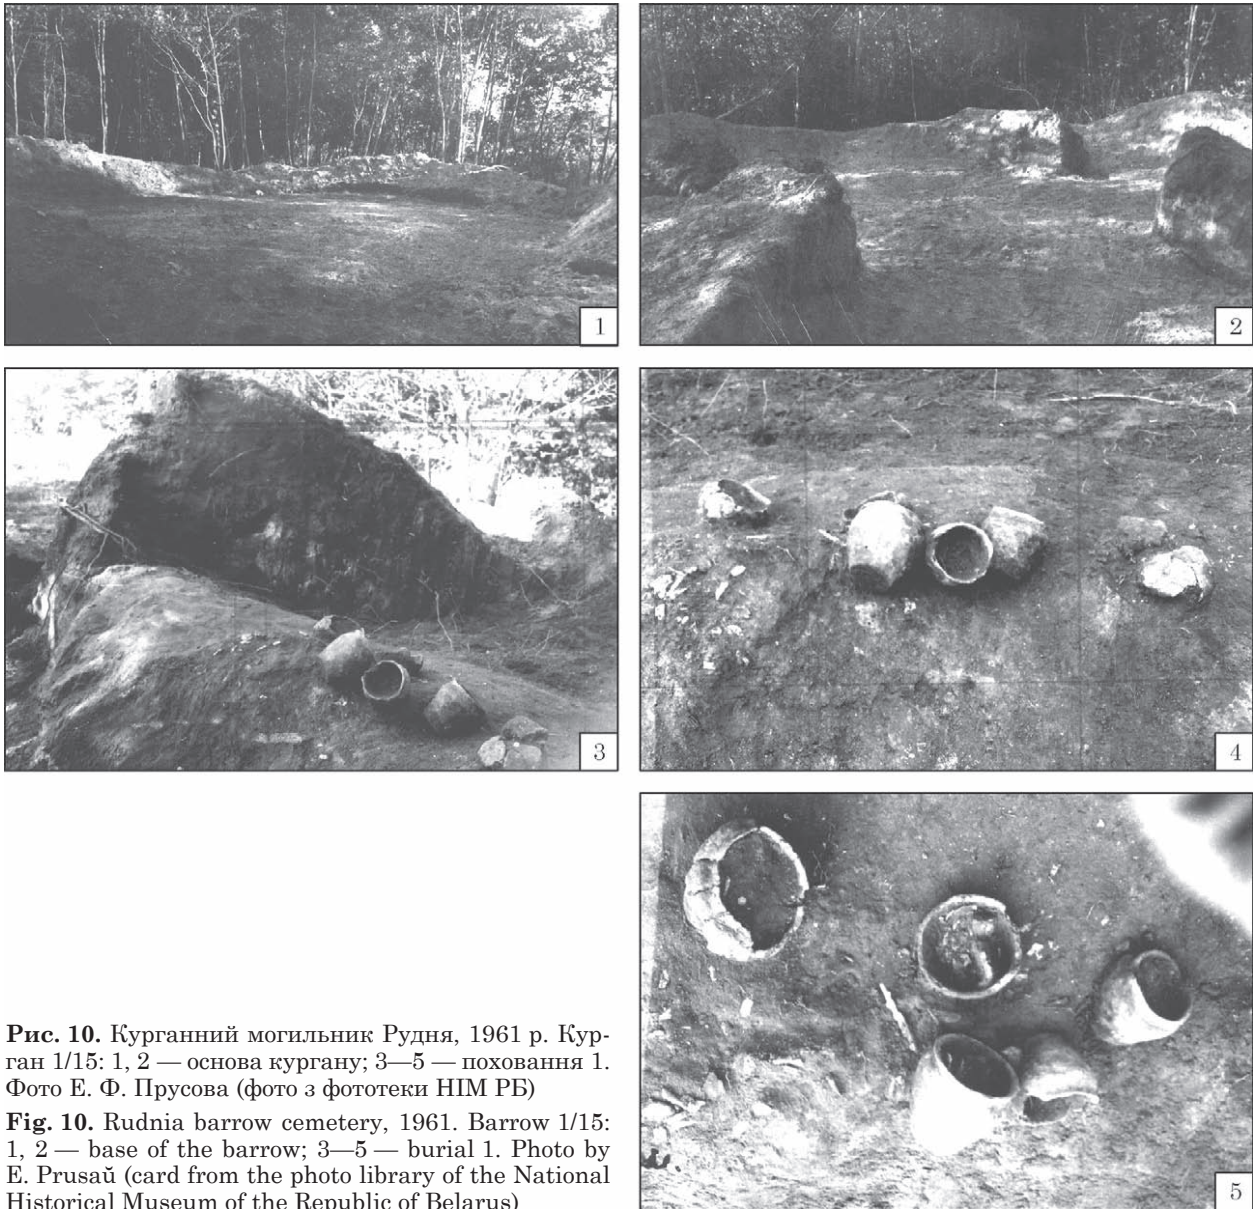 1
2
3
4
5
Рис. 10. Курганний могильник Рудня, 1961 р. Кур-
ган 1/15: 1, 2 — основа кургану; 3—5 — поховання 1.
Фото Е. Ф. Прусова (фото з фототеки НІМ РБ)
Fig. 10. Rudnia barrow cemetery, 1961. Barrow 1/15:
1, 2 — base of the barrow; 3—5 — burial 1. Photo by
E. Prusaŭ (card from the photo library of the National
Historical Museum of the Republic of Belarus)